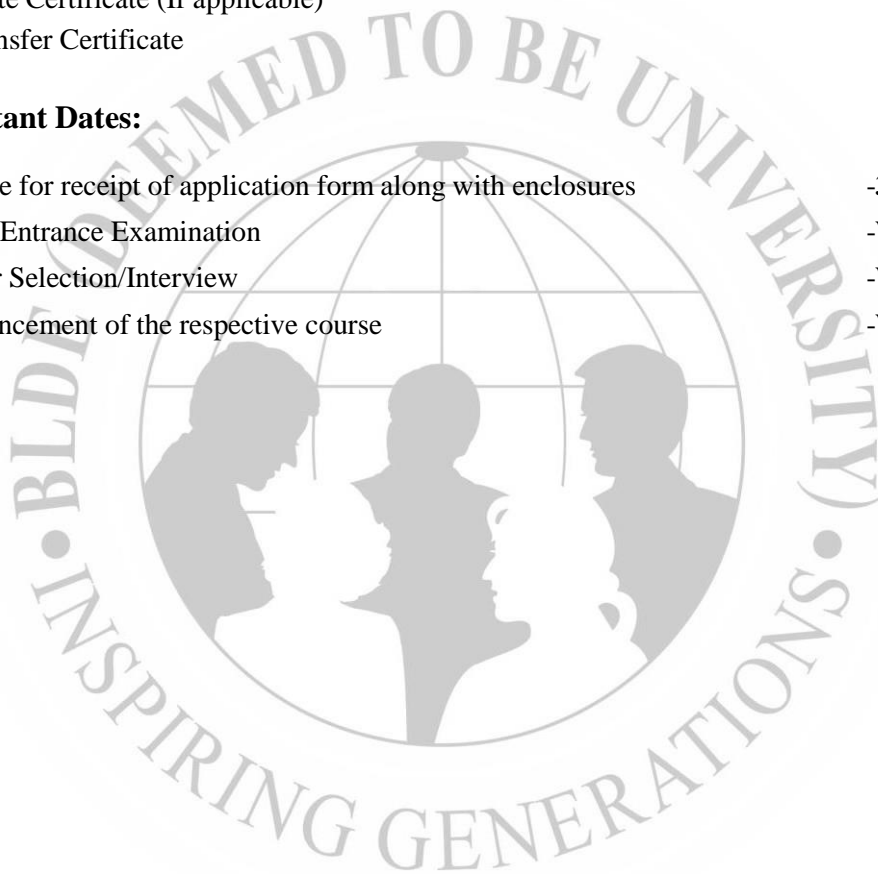 te Certificate (If applicable)
nsfer Certificate
tant Dates:
e for receipt of application form along with enclosures -3
Entrance Examination -
r Selection/Interview -
ncement of the respective course -
BLDE (DEEMED TO BE UNIVERSITY)
• INSPIRING GENERATIONS •